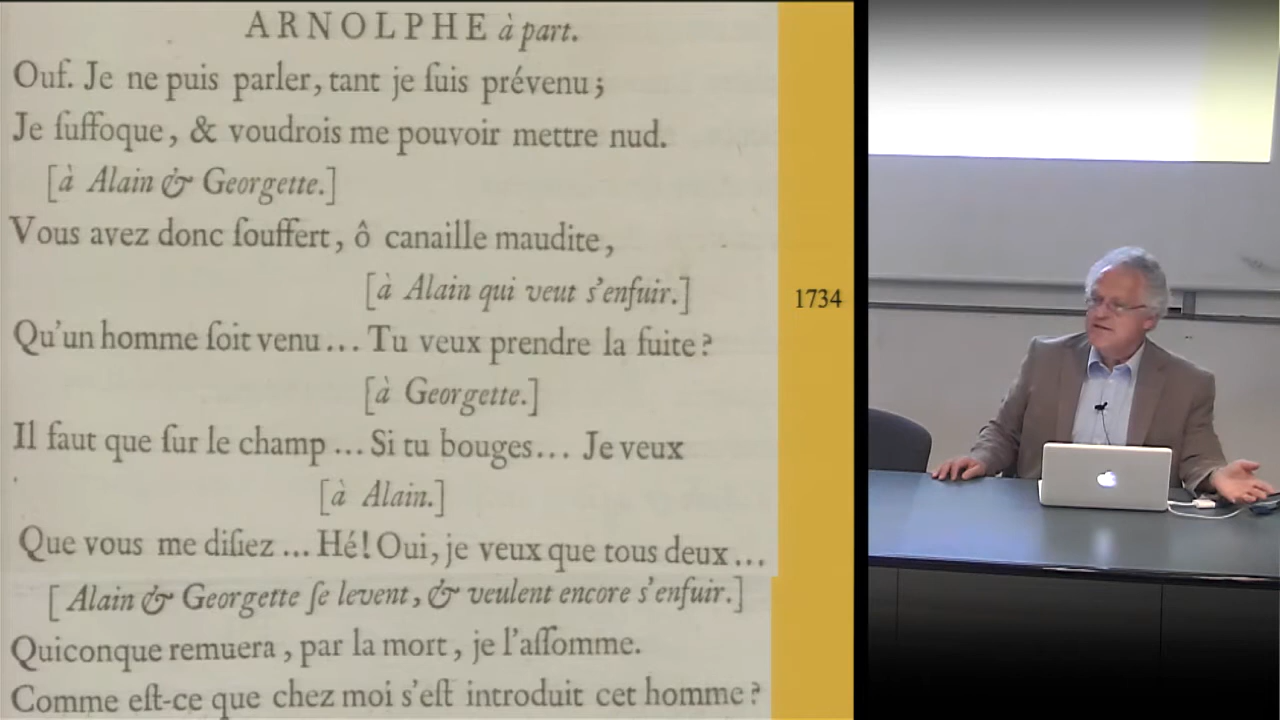 ARNOLPHE à part.
Ouf. Je ne puis parler, tant je ſuis prévenu;
Je ſuffoque, & voudrois me pouvoir mettre nud.
[à Alain & Georgette.]
Vous avez donc ſouffert, ô canaille maudite,
[à Alain qui veut s'enfuir.]
Qu'un homme ſoit venu... Tu veux prendre la fuite?
[à Georgette.]
Il faut que ſur le champ... Si tu bouges... Je veux
[à Alain.]
Que vous me diſiez... Hé! Oui, je veux que tous deux...
[Alain & Georgette ſe levent, & veulent encore s'enfuir.]
Quiconque remuera, par la mort, je l'aſſomme.
Comme eſt-ce que chez moi s'eſt introduit cet homme?
1734